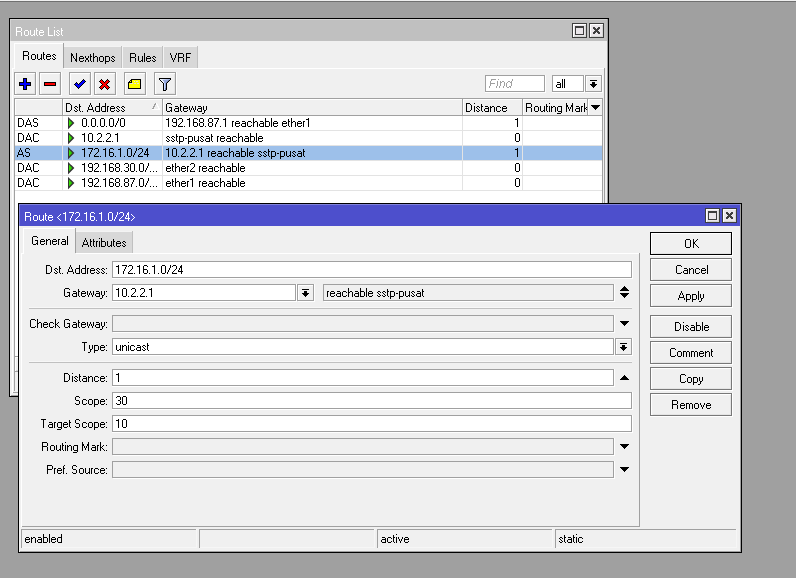 Route List
Routes Nexthops Rules VRF
Find all
Dst. Address / Gateway Distance Routing Mark
DAS 0.0.0.0/0 192.168.87.1 reachable ether1 1
DAC 10.2.2.1 sstp-pusat reachable 0
AS 172.16.1.0/24 10.2.2.1 reachable sstp-pusat 1
DAC 192.168.30.0/... ether2 reachable 0
DAC 192.168.87.0/... ether1 reachable 0
Route <172.16.1.0/24>
General Attributes
Dst. Address: 172.16.1.0/24
Gateway: 10.2.2.1 reachable sstp-pusat
Check Gateway:
Type: unicast
Distance: 1
Scope: 30
Target Scope: 10
Routing Mark:
Pref. Source:
OK
Cancel
Apply
Disable
Comment
Copy
Remove
enabled active static